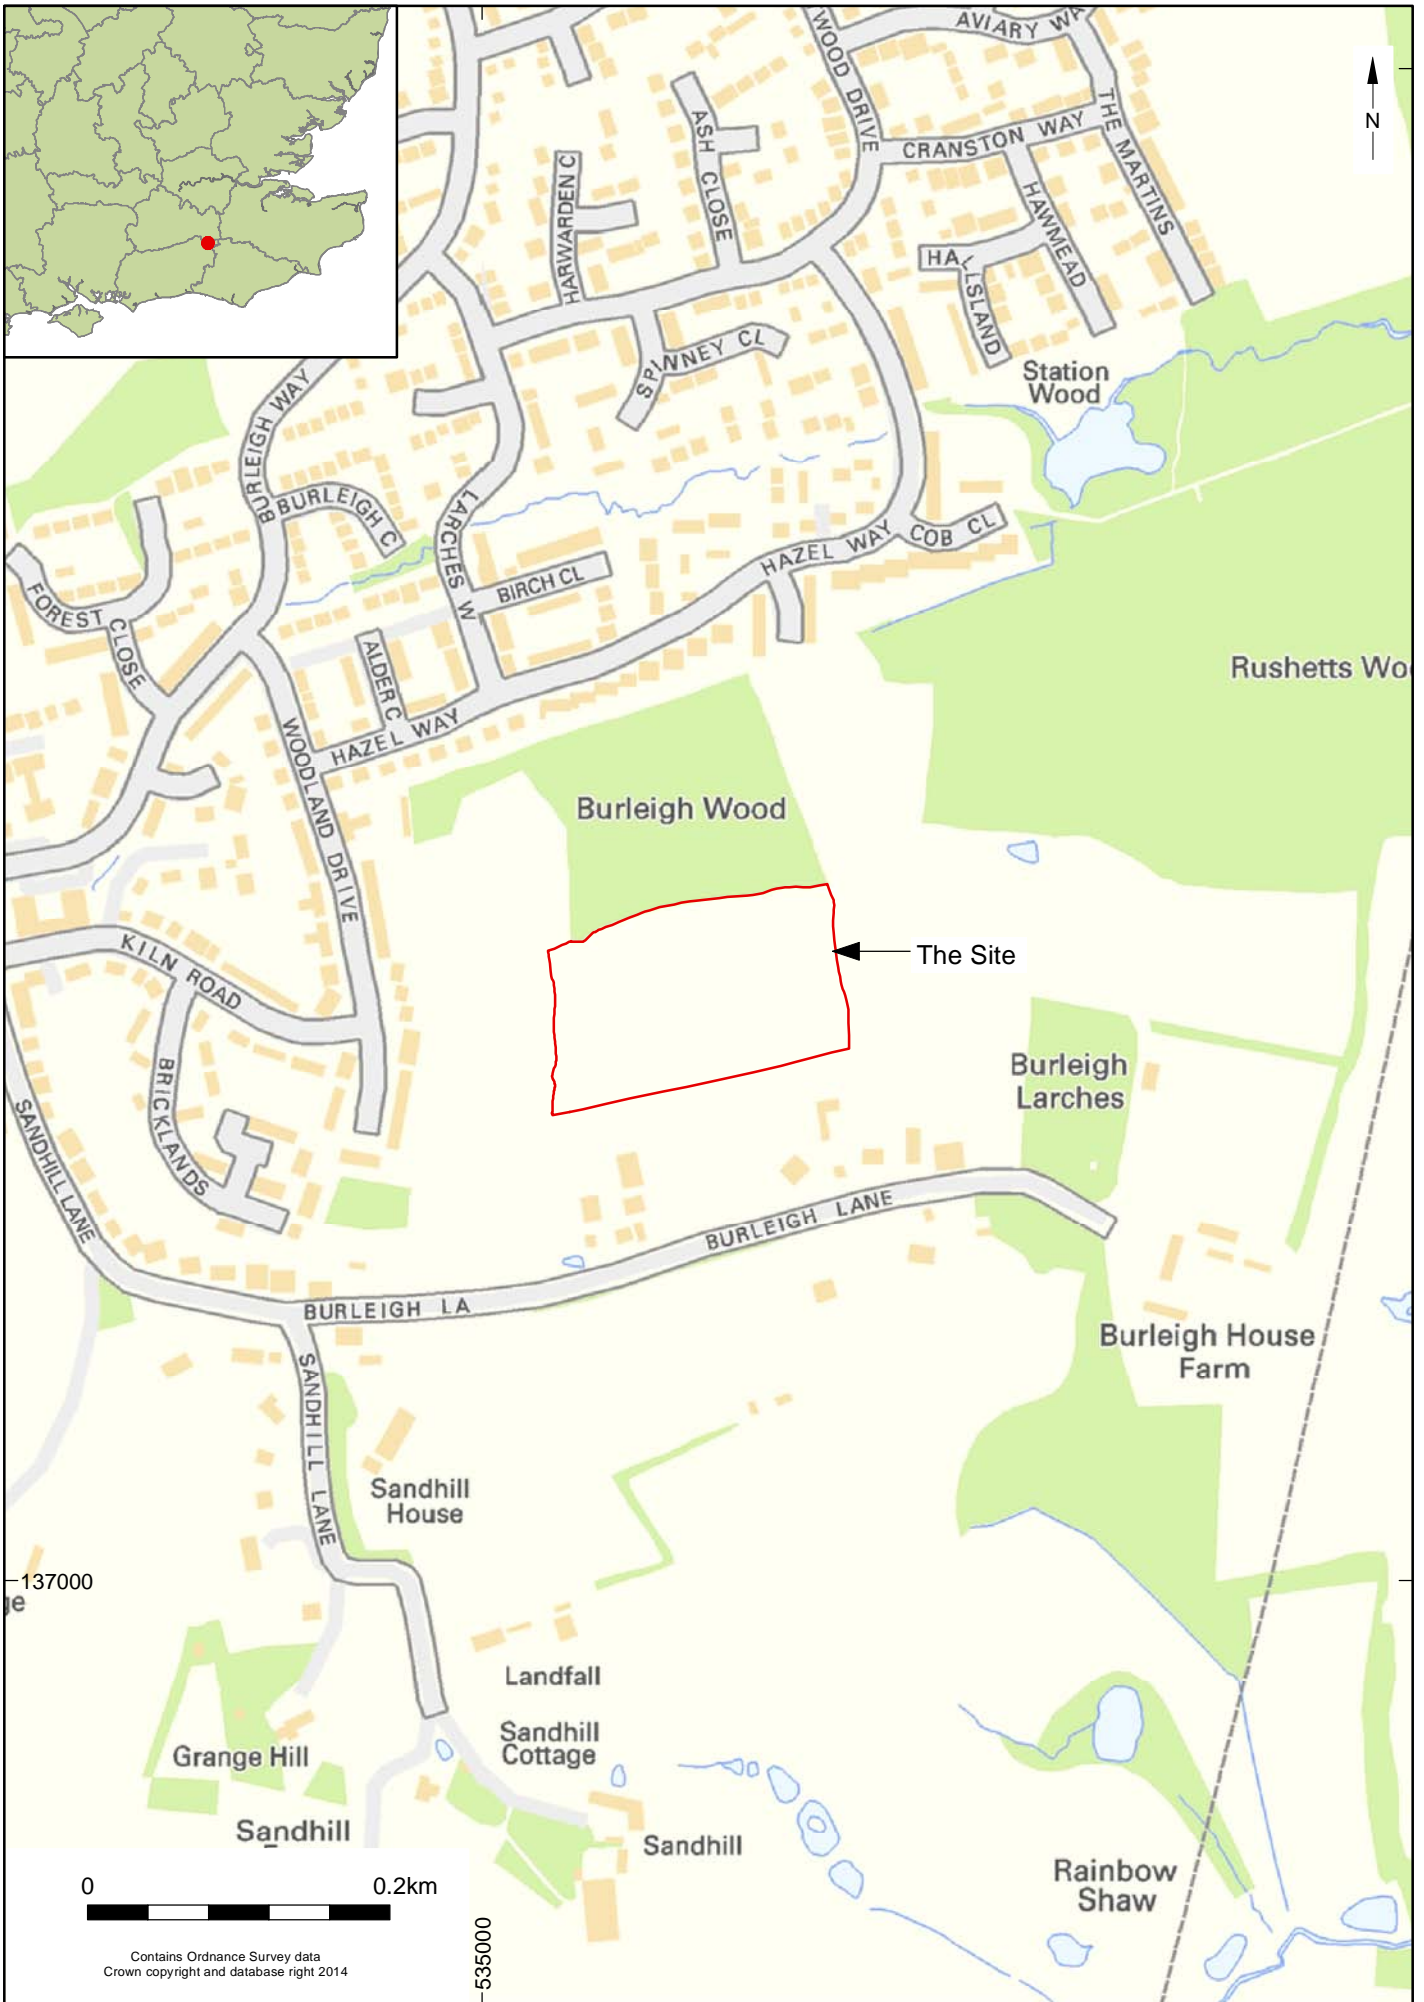 WOOD DRIVE
AVIARY WA
N
ASH CLOSE
CRANSTON WAY
THE MARTINS
HARWARDEN C
HAWMEAD
HALLSLAND
SPINNEY CL
Station
Wood
BURLEIGH WAY
BURLEIGH C
LARCHES W
HAZEL WAY
COB CL
BIRCH CL
FOREST CLOSE
ALDER C
Rushetts Wo
HAZEL WAY
WOODLAND DRIVE
Burleigh Wood
KILN ROAD
The Site
BRICKLANDS
Burleigh
Larches
SANDHILL LANE
BURLEIGH LANE
BURLEIGH LA
Burleigh House
Farm
SANDHILL LANE
Sandhill
House
137000
ge
Landfall
Sandhill
Cottage
Grange Hill
Sandhill
Sandhill
Rainbow
Shaw
0 0.2km
535000
Contains Ordnance Survey data
Crown copyright and database right 2014